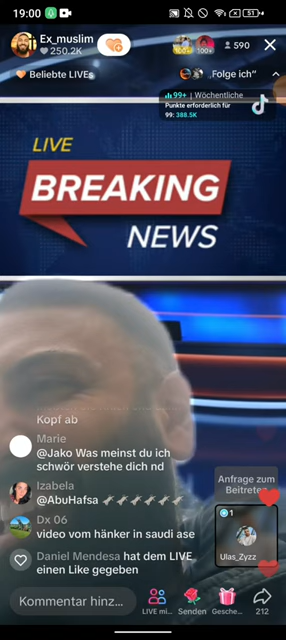 19:00
51
Ex_muslim
250.2K
100+
100+
590
Beliebte LIVEs
„Folge ich“
99+ | Wöchentliche
Punkte erforderlich für
99: 388.5K
LIVE
BREAKING
NEWS
Kopf ab
Marie
@Jako Was meinst du ich
schwör verstehe dich nd
Izabela
@AbuHafsa
Dx 06
video vom hänker in saudi ase
Daniel Mendesa hat dem LIVE
einen Like gegeben
Anfrage zum
Beitreten
1
Ulas_Zyzz
Kommentar hinz...
LIVE mi...
Senden
Gesche...
212